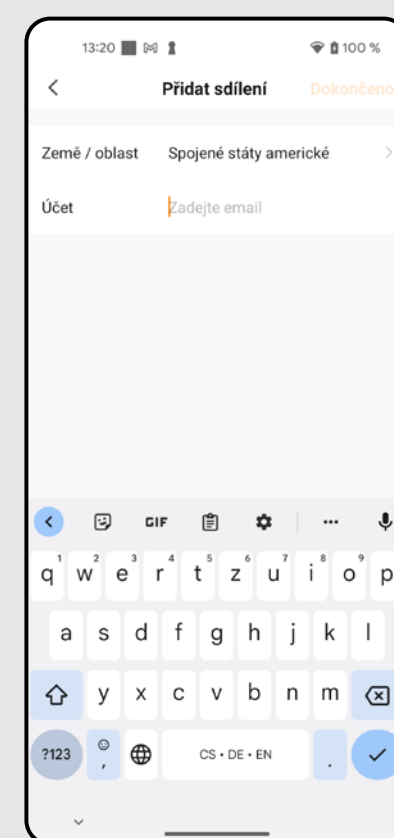 13:20 100 %
Přidat sdílení Dokončeno
Země / oblast Spojené státy americké
Účet Zadejte email
GIF
1 2 3 4 5 6 7 8 9
q w e r t z u i o p
a s d f g h j k l
y x c v b n m
?123 , CS • DE • EN .